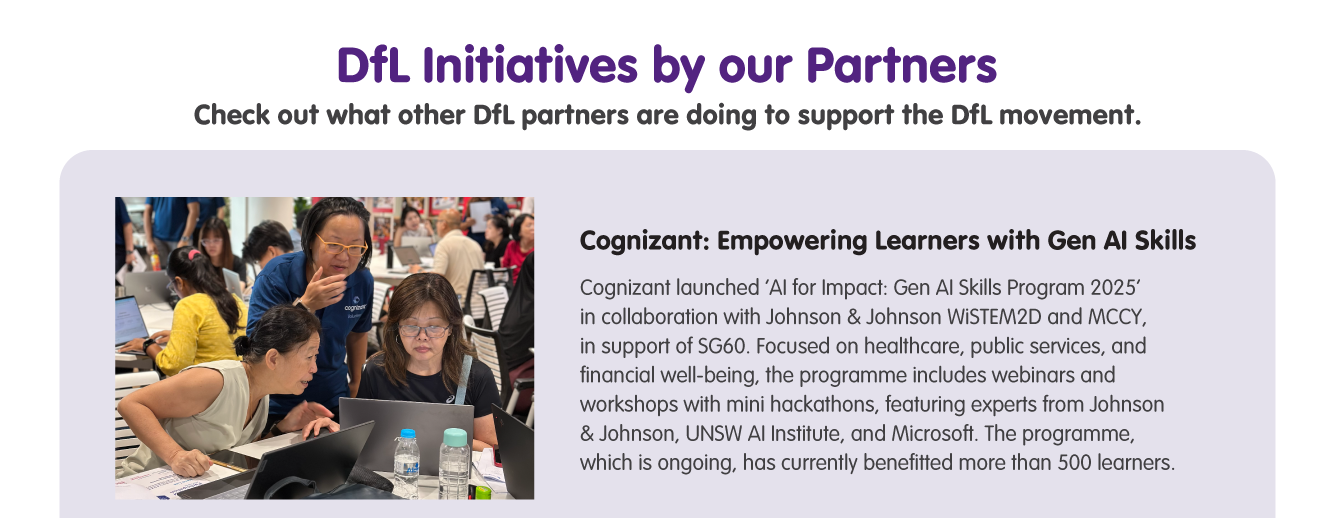 DfL Initiatives by our Partners
Check out what other DfL partners are doing to support the DfL movement.
cognizant
Cognizant: Empowering Learners with Gen AI Skills
Cognizant launched ‘AI for Impact: Gen AI Skills Program 2025’
in collaboration with Johnson & Johnson WiSTEM2D and MCCY,
in support of SG60. Focused on healthcare, public services, and
financial well-being, the programme includes webinars and
workshops with mini hackathons, featuring experts from Johnson
& Johnson, UNSW AI Institute, and Microsoft. The programme,
which is ongoing, has currently benefitted more than 500 learners.